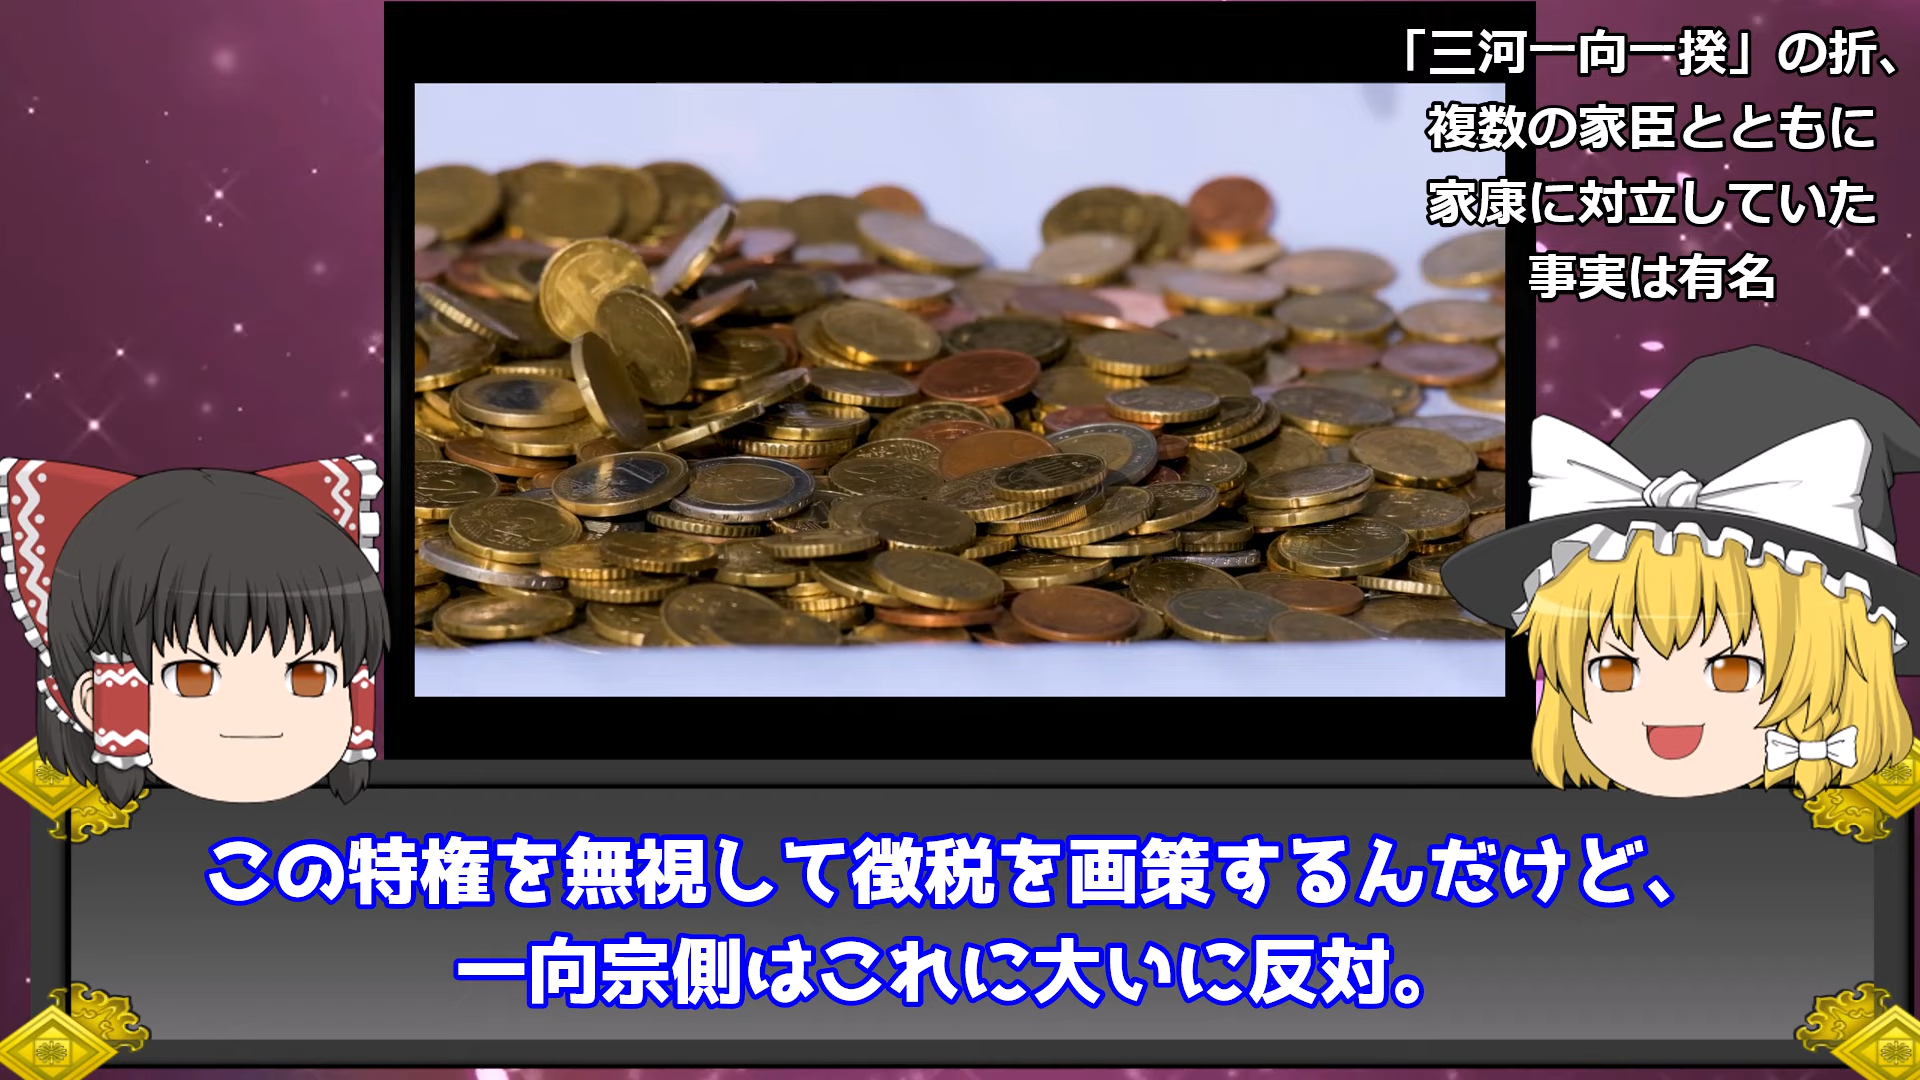 「三河一向一揆」の折、
複数の家臣とともに
家康に対立していた
事実は有名
この特権を無視して徴税を画策するんだけど、
一向宗側はこれに大いに反対。